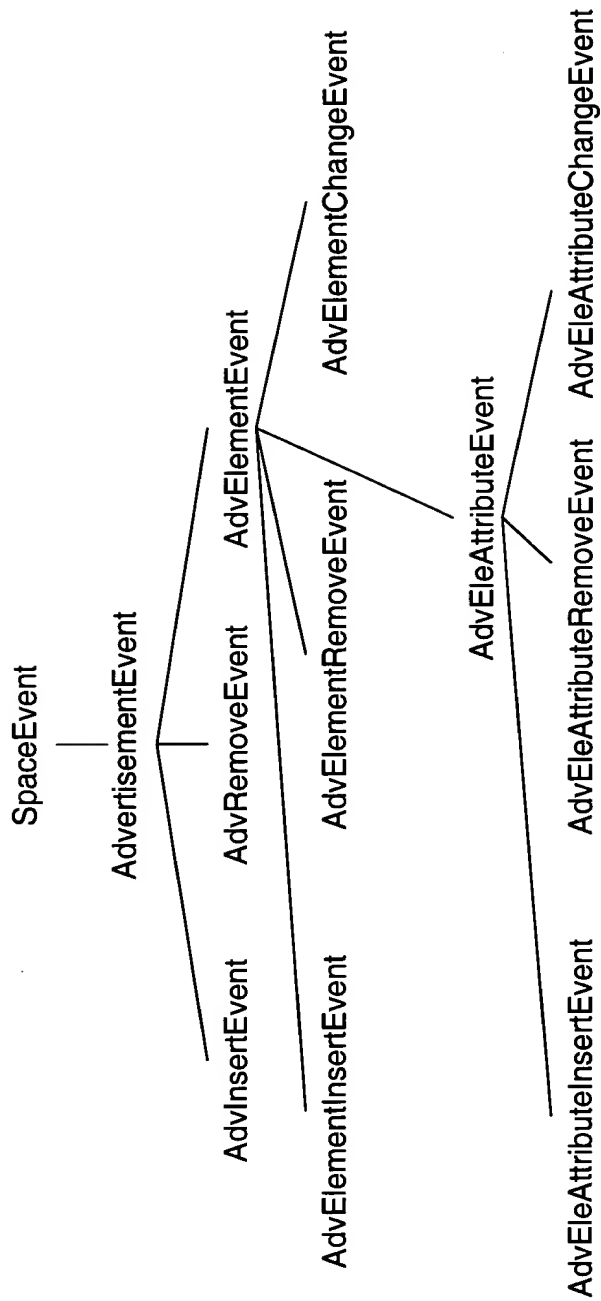 SpaceEvent
AdvertisementEvent
AdvInsertEvent
AdvRemoveEvent
AdvElementEvent
AdvElementInsertEvent
AdvElementRemoveEvent
AdvElementChangeEvent
AdvEleAttributeEvent
AdvEleAttributeInsertEvent
AdvEleAttributeRemoveEvent
AdvEleAttributeChangeEvent